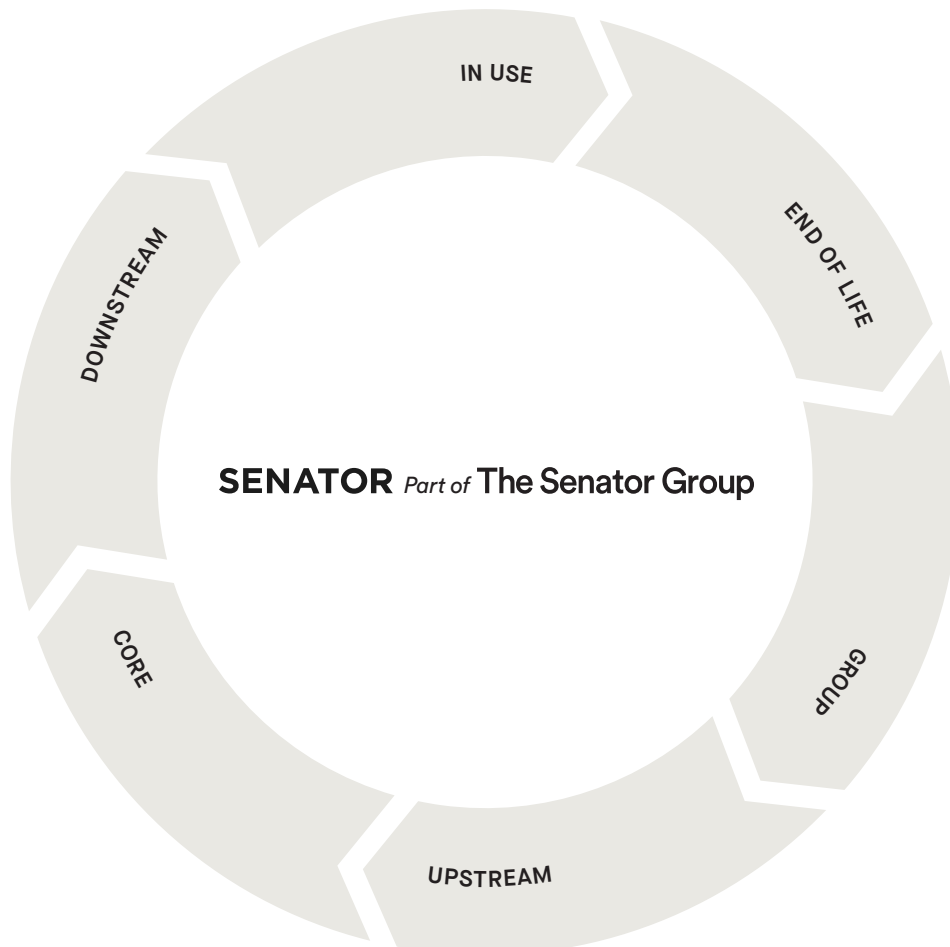 IN USE
END OF LIFE
GROUP
UPSTREAM
CORE
DOWNSTREAM
SENATOR Part of The Senator Group